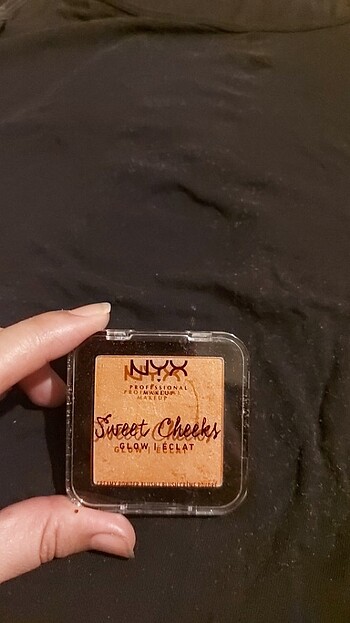 NYX
PROFESSIONAL
MAKEUP
Sweet Cheeks
GLOW | ÉCLAT